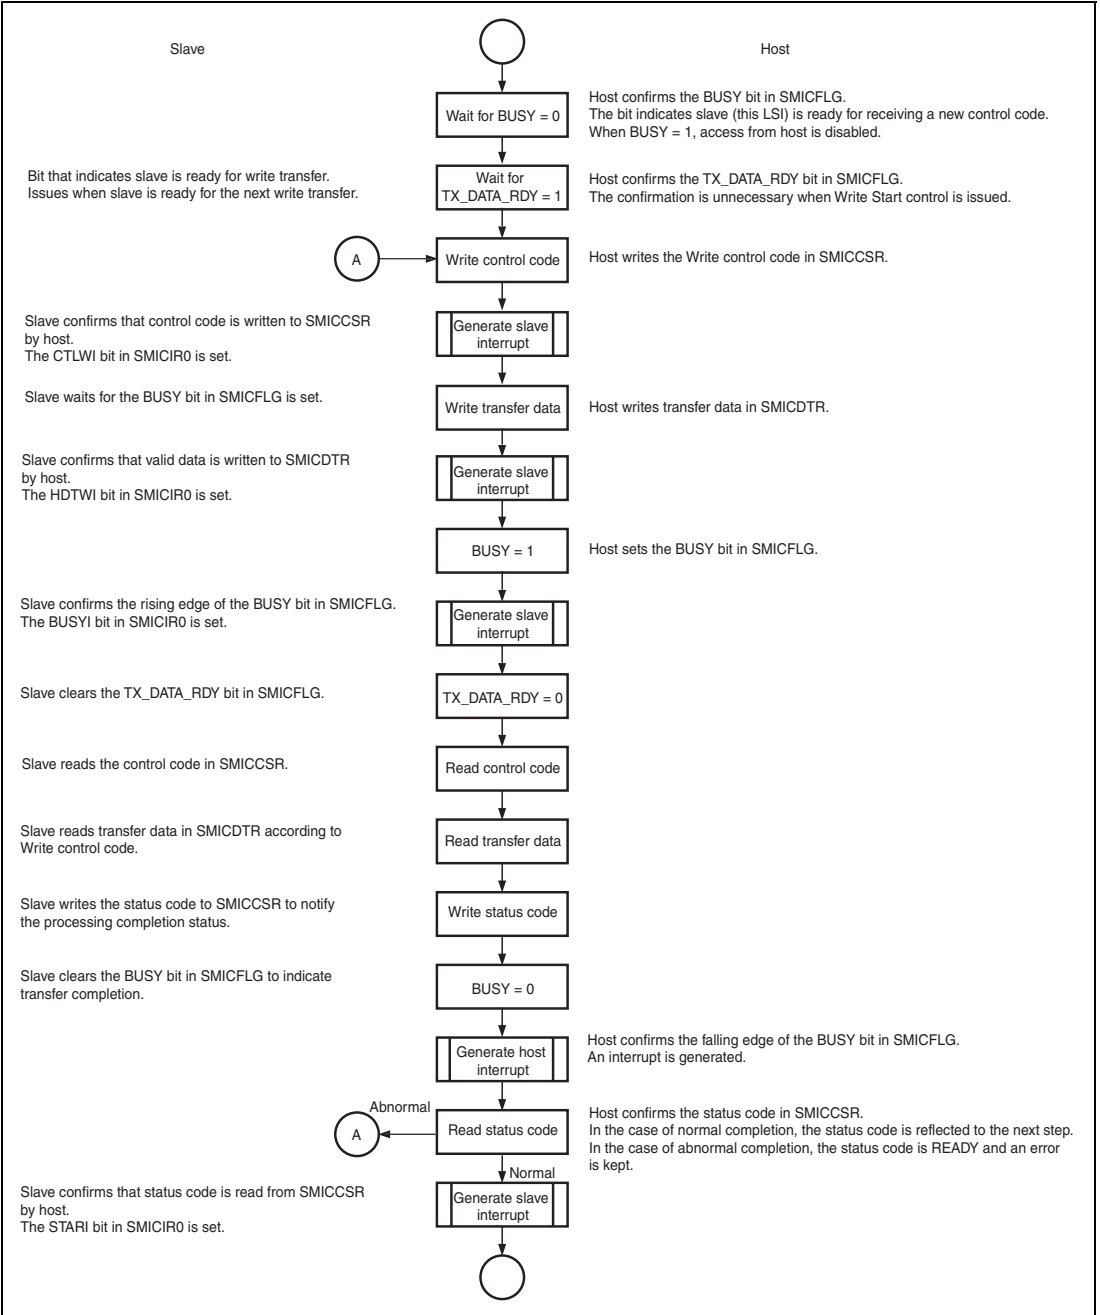 Slave
Host
Wait for BUSY = 0
Host confirms the BUSY bit in SMICFLG.
The bit indicates slave (this LSI) is ready for receiving a new control code.
When BUSY = 1, access from host is disabled.
Bit that indicates slave is ready for write transfer.
Issues when slave is ready for the next write transfer.
Wait for
TX_DATA_RDY = 1
Host confirms the TX_DATA_RDY bit in SMICFLG.
The confirmation is unnecessary when Write Start control is issued.
A
Write control code
Host writes the Write control code in SMICCSR.
Slave confirms that control code is written to SMICCSR
by host.
The CTLWI bit in SMICIR0 is set.
Generate slave
interrupt
Slave waits for the BUSY bit in SMICFLG is set.
Write transfer data
Host writes transfer data in SMICDTR.
Slave confirms that valid data is written to SMICDTR
by host.
The HDTWI bit in SMICIR0 is set.
Generate slave
interrupt
BUSY = 1
Host sets the BUSY bit in SMICFLG.
Slave confirms the rising edge of the BUSY bit in SMICFLG.
The BUSYI bit in SMICIR0 is set.
Generate slave
interrupt
Slave clears the TX_DATA_RDY bit in SMICFLG.
TX_DATA_RDY = 0
Slave reads the control code in SMICCSR.
Read control code
Slave reads transfer data in SMICDTR according to
Write control code.
Read transfer data
Slave writes the status code to SMICCSR to notify
the processing completion status.
Write status code
Slave clears the BUSY bit in SMICFLG to indicate
transfer completion.
BUSY = 0
Generate host
interrupt
Host confirms the falling edge of the BUSY bit in SMICFLG.
An interrupt is generated.
Abnormal
A
Read status code
Host confirms the status code in SMICCSR.
In the case of normal completion, the status code is reflected to the next step.
In the case of abnormal completion, the status code is READY and an error
is kept.
Normal
Slave confirms that status code is read from SMICCSR
by host.
The STARI bit in SMICIR0 is set.
Generate slave
interrupt